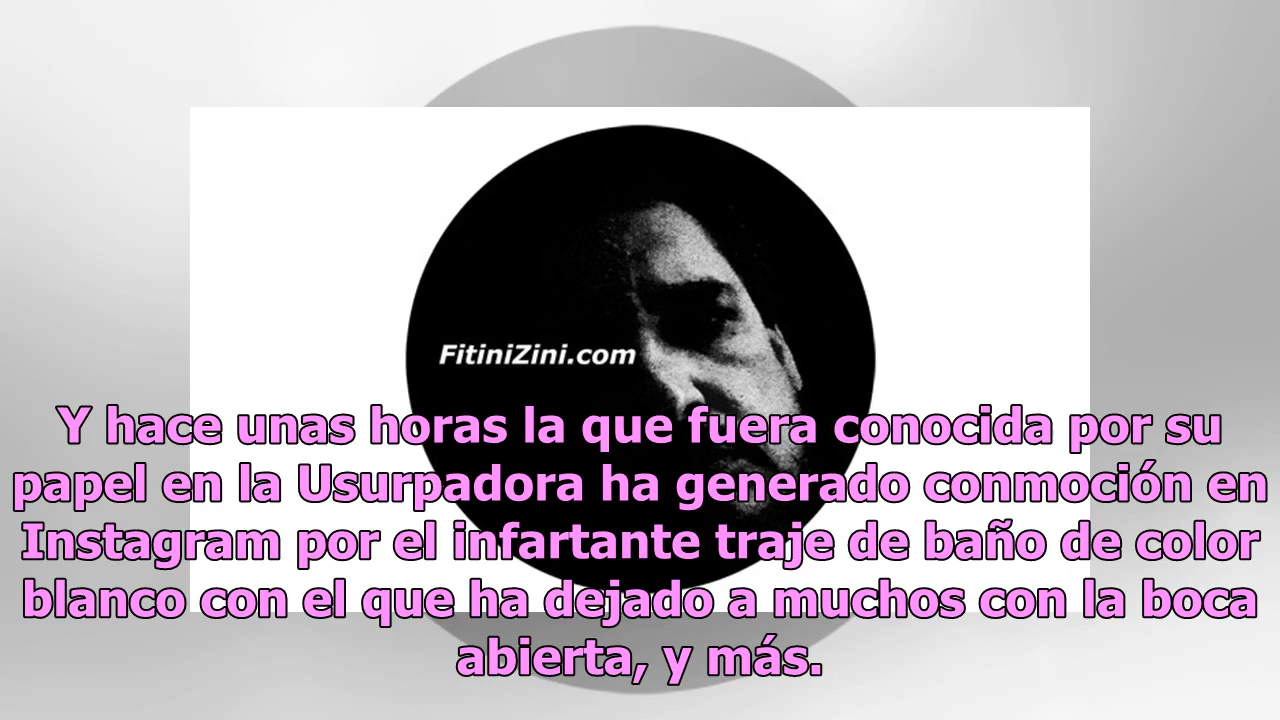 FitiniZini.com
Y hace unas horas la que fuera conocida por su
papel en la Usurpadora ha generado conmoción en
Instagram por el infartante traje de baño de color
blanco con el que ha dejado a muchos con la boca
abierta, y más.